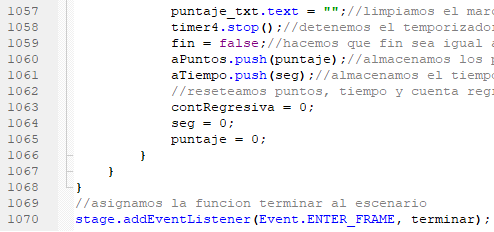 1057 puntaje_txt.text = "";//limpiamos el mar
1058 timer4.stop();//detenemos el temporizador
1059 fin = false;//hacemos que fin sea igual a
1060 aPuntos.push(puntaje);//almacenamos los p
1061 aTiempo.push(seg);//almacenamos el tiempo
1062 //reseteamos puntos, tiempo y cuenta regr
1063 contRegresiva = 0;
1064 seg = 0;
1065 puntaje = 0;
1066 }
1067 }
1068 }
1069 //asignamos la funcion terminar al escenario
1070 stage.addEventListener(Event.ENTER_FRAME, terminar);